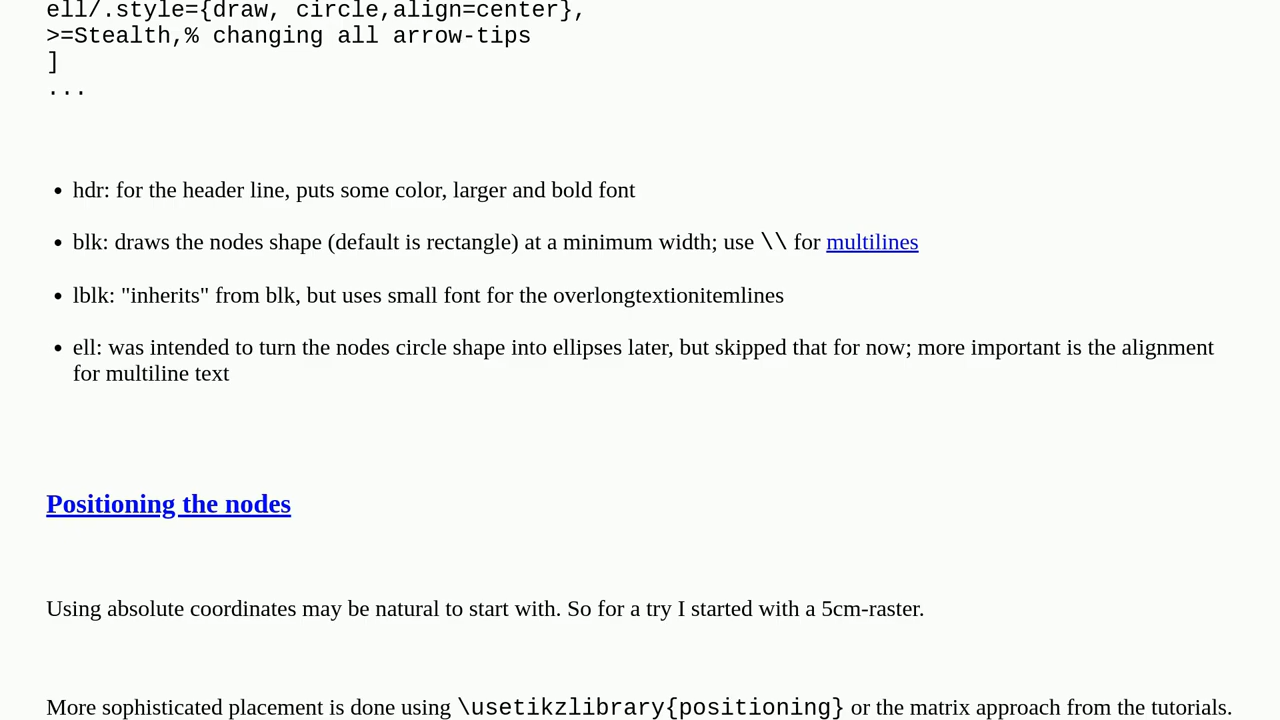 ell/.style={draw, circle,align=center},
>=Stealth,% changing all arrow-tips
]
...
• hdr: for the header line, puts some color, larger and bold font
• blk: draws the nodes shape (default is rectangle) at a minimum width; use \\ for multilines
• lblk: "inherits" from blk, but uses small font for the overlongtextionitemlines
• ell: was intended to turn the nodes circle shape into ellipses later, but skipped that for now; more important is the alignment
for multiline text
Positioning the nodes
Using absolute coordinates may be natural to start with. So for a try I started with a 5cm-raster.
More sophisticated placement is done using \usetikzlibrary{positioning} or the matrix approach from the tutorials.